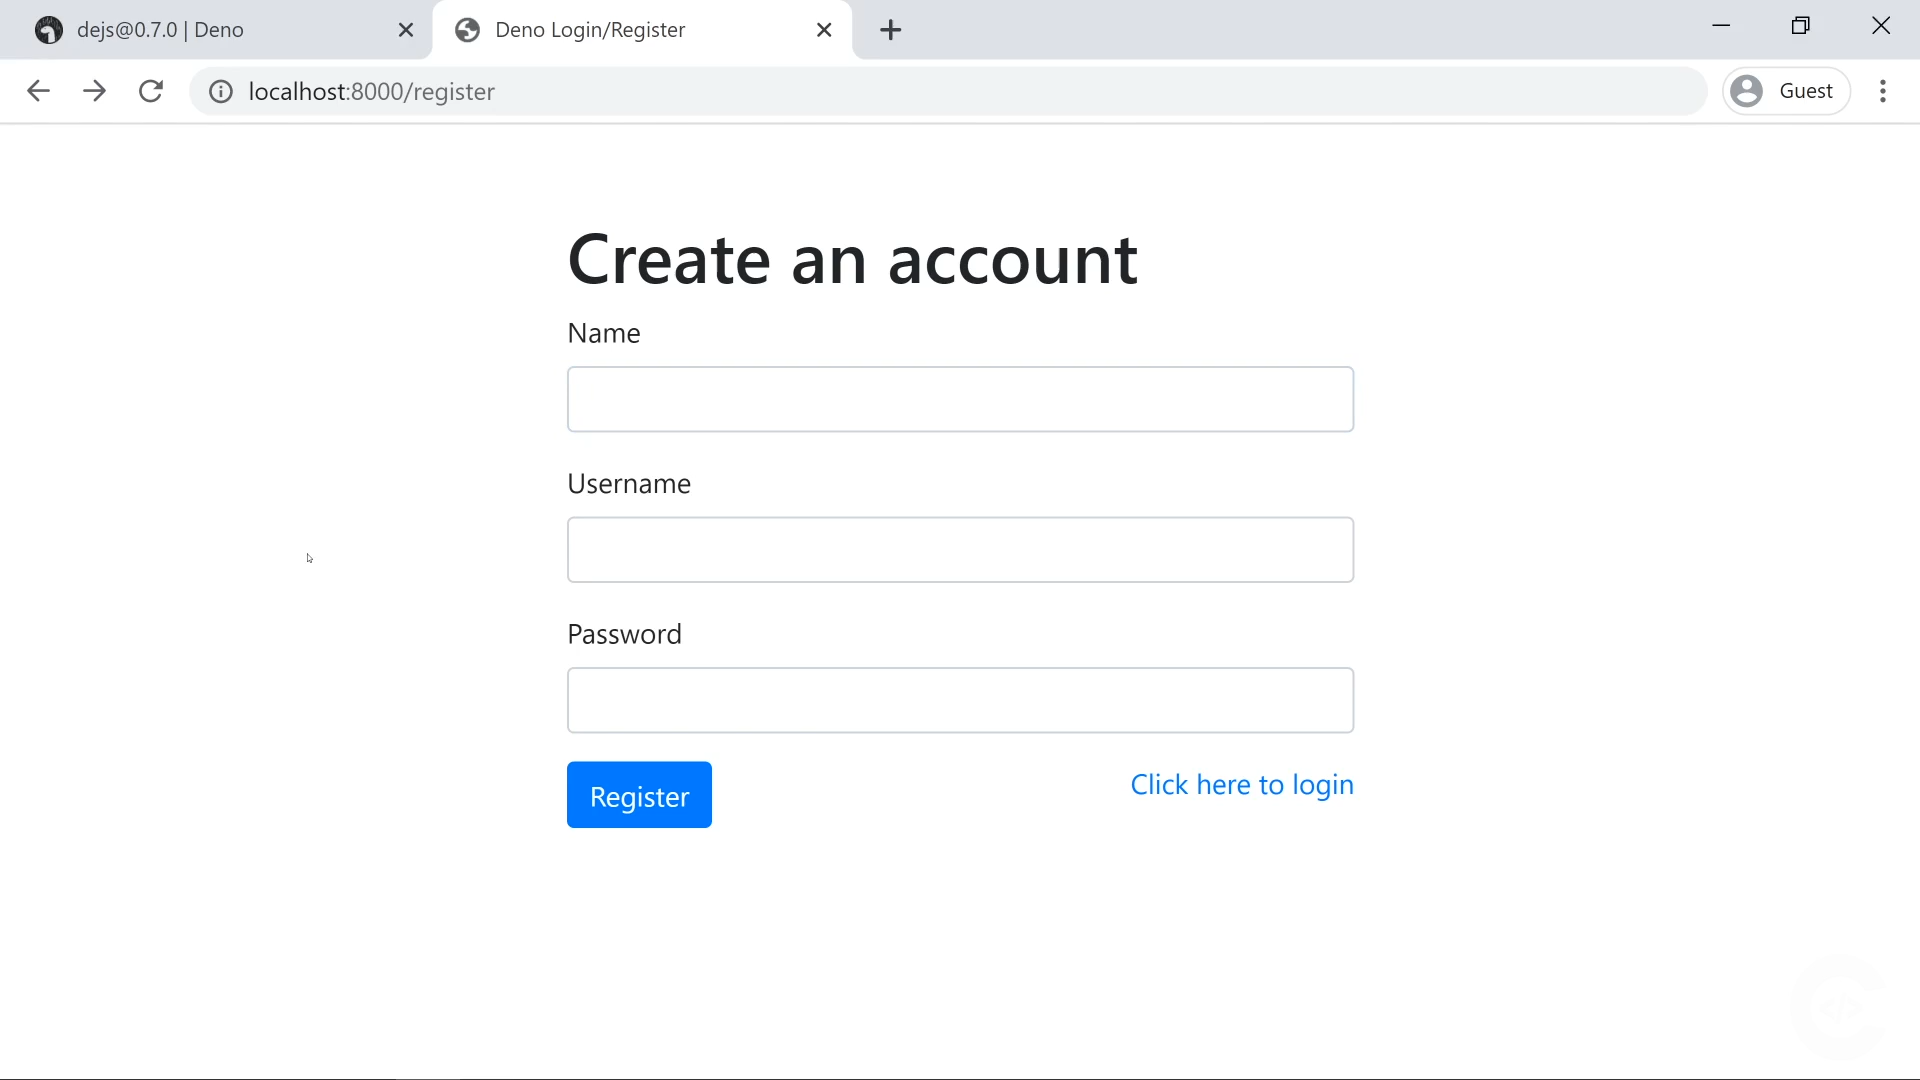 dejs@0.7.0 | Deno
Deno Login/Register
localhost:8000/register
Guest
Create an account
Name
Username
Password
Register
Click here to login